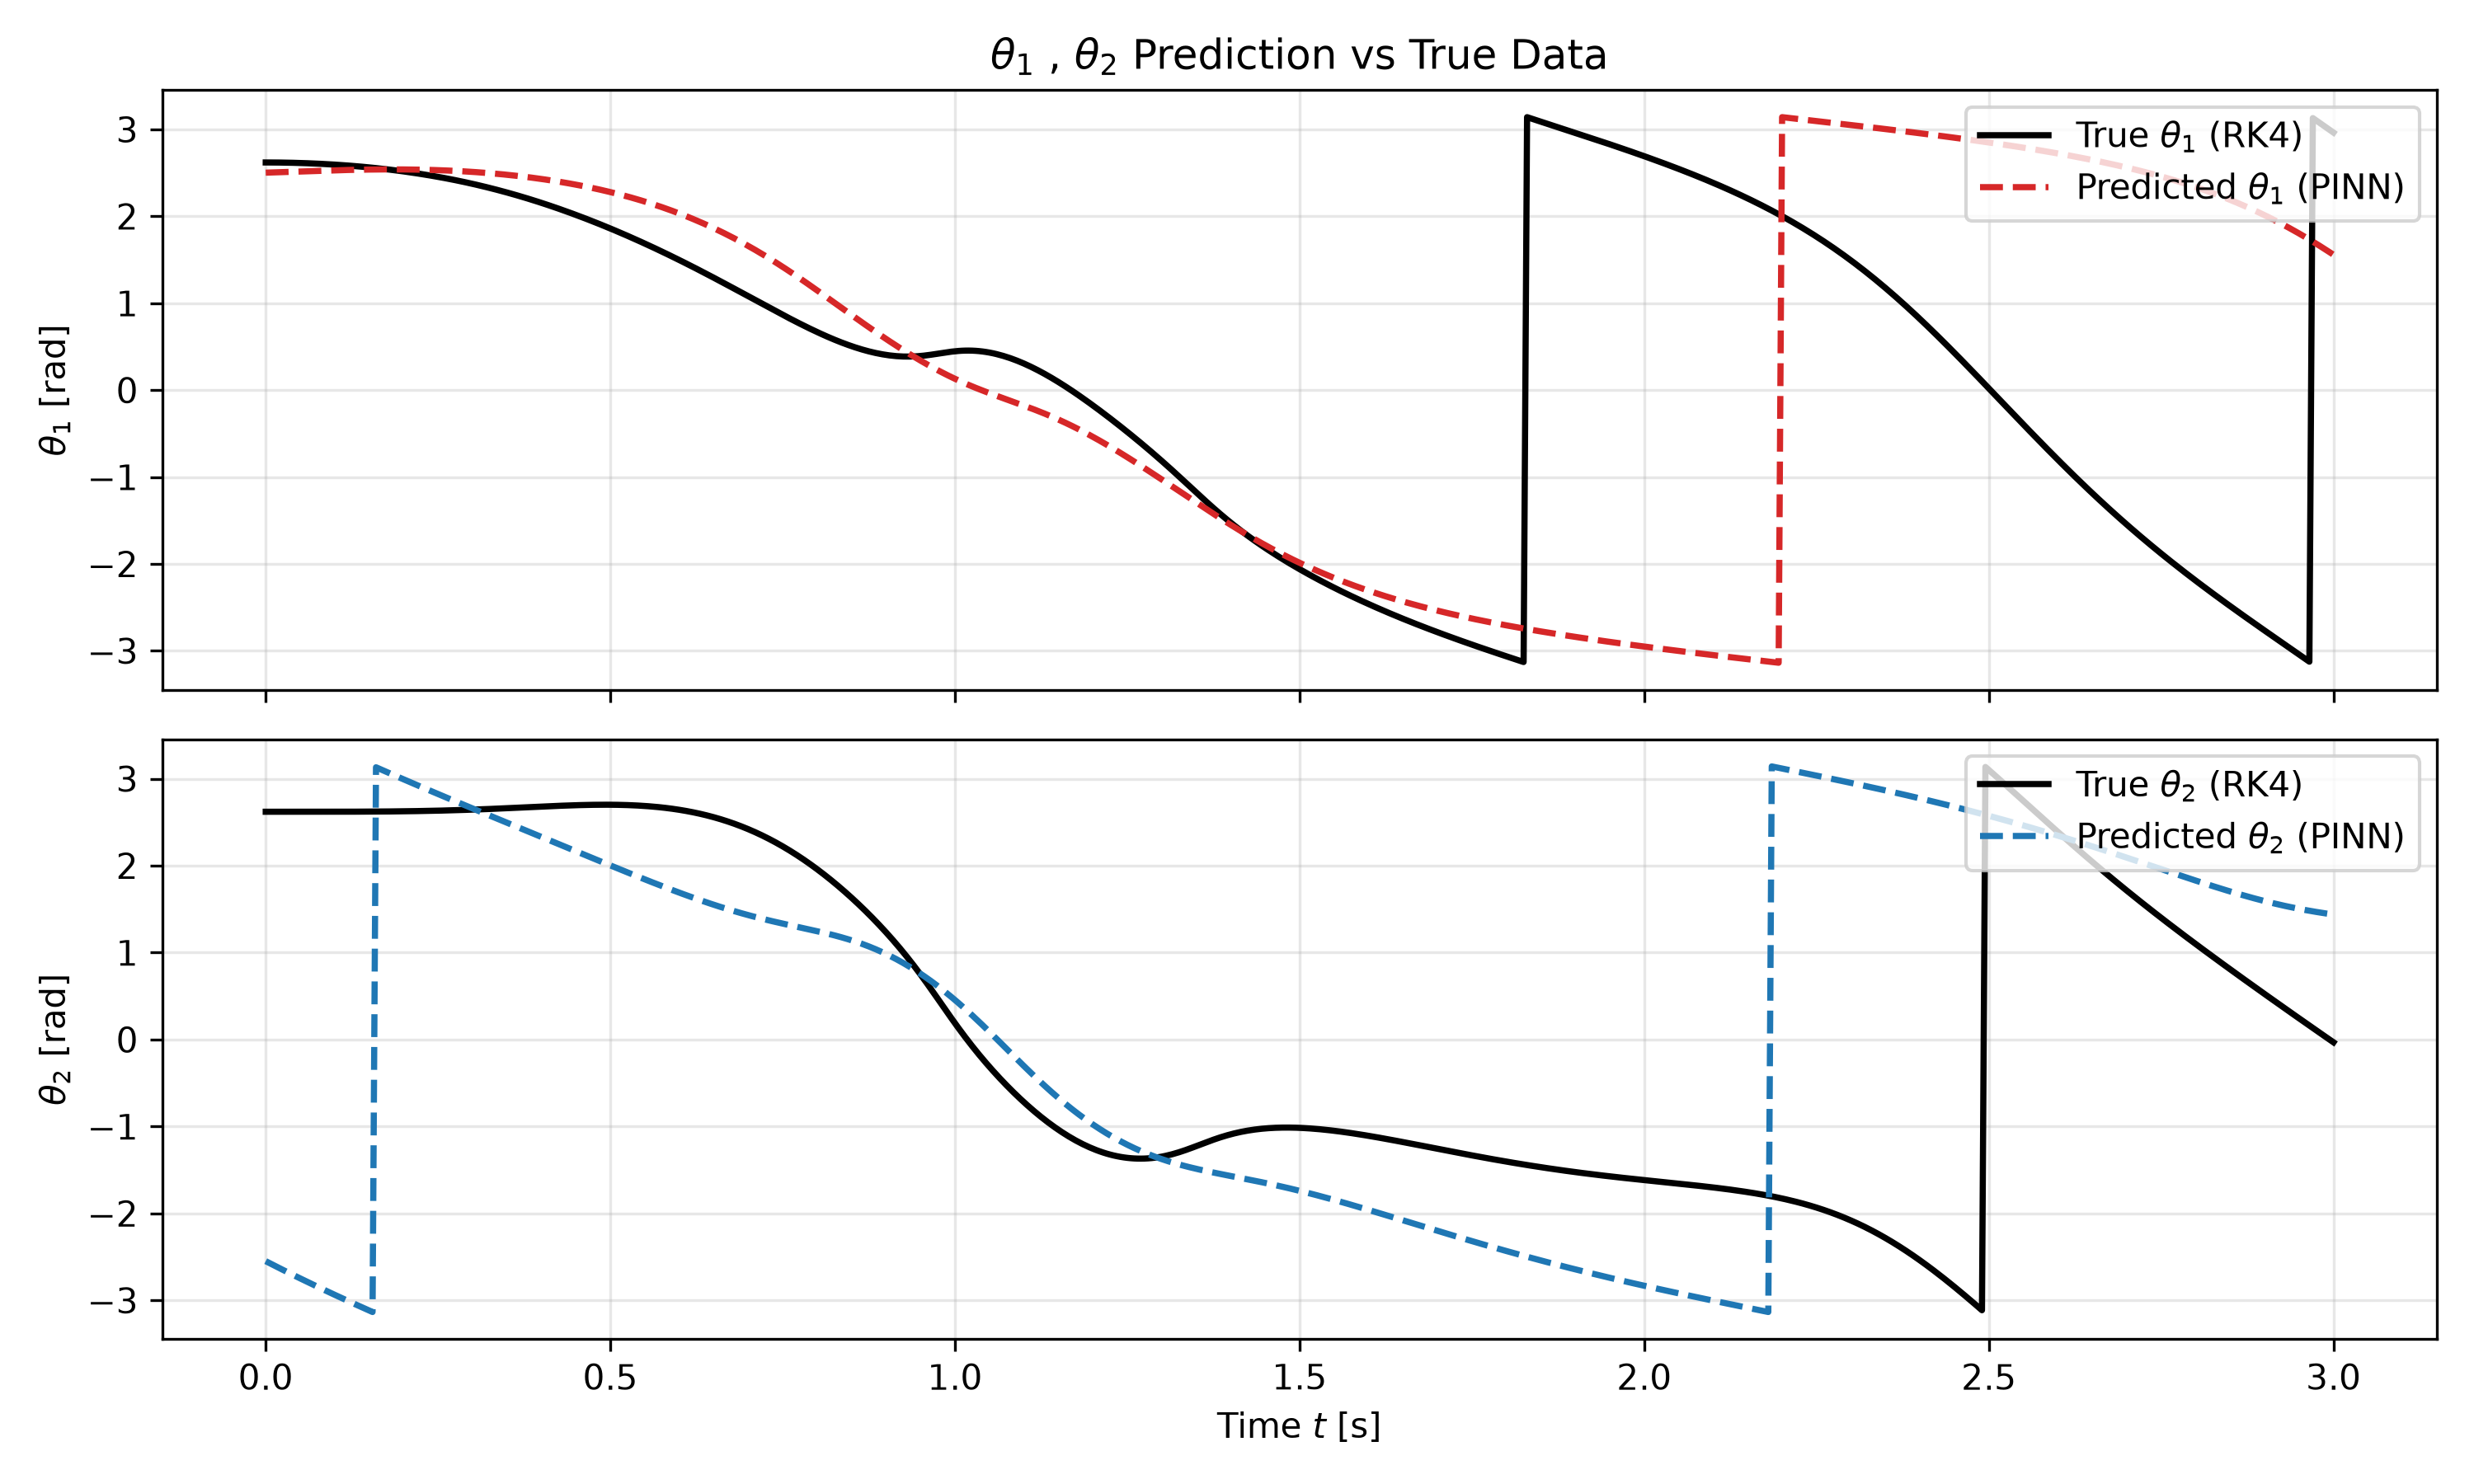 θ₁ , θ₂ Prediction vs True Data
3
2
1
0
−1
−2
−3
θ₁ [rad]
True θ₁ (RK4)
Predicted θ₁ (PINN)
3
2
1
0
−1
−2
−3
θ₂ [rad]
True θ₂ (RK4)
Predicted θ₂ (PINN)
0.0 0.5 1.0 1.5 2.0 2.5 3.0
Time t [s]